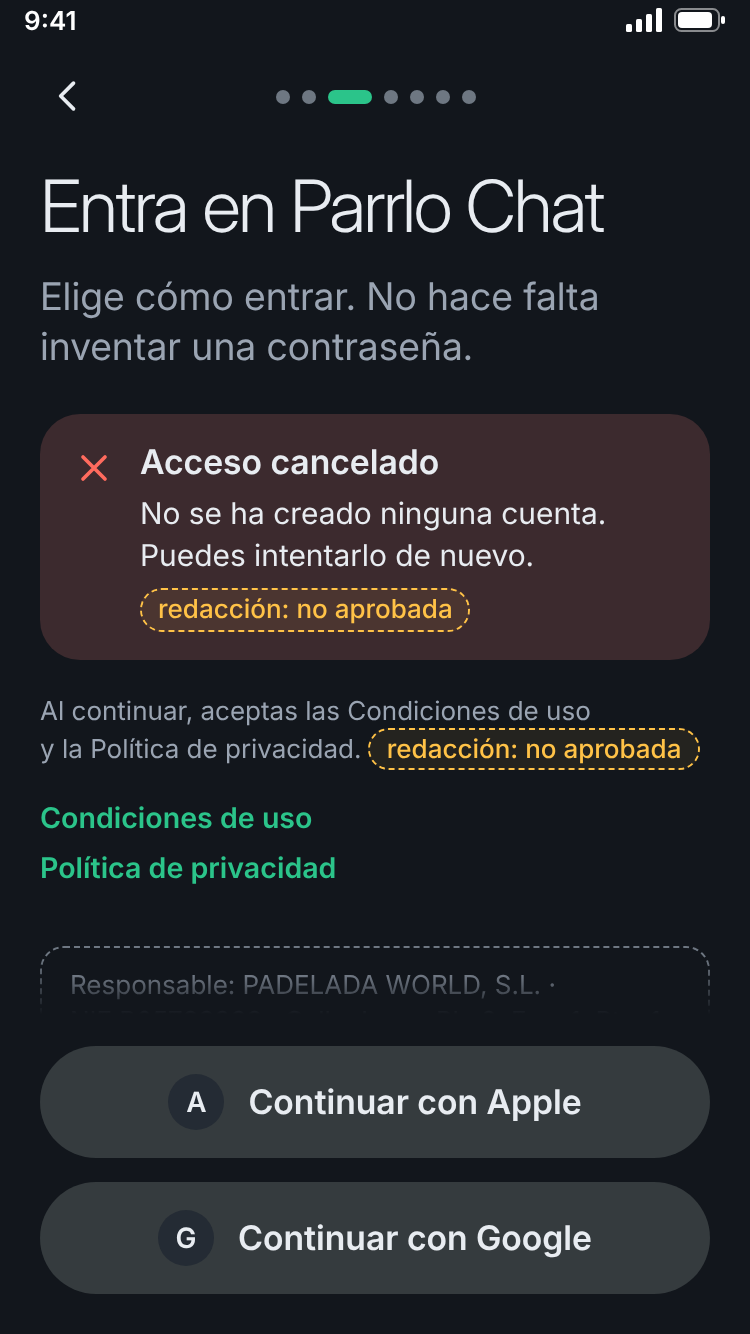 9:41
Entra en Parrlo Chat
Elige cómo entrar. No hace falta
inventar una contraseña.
Acceso cancelado
No se ha creado ninguna cuenta.
Puedes intentarlo de nuevo.
redacción: no aprobada
Al continuar, aceptas las Condiciones de uso
y la Política de privacidad. redacción: no aprobada
Condiciones de uso
Política de privacidad
Responsable: PADELADA WORLD, S.L. ·
A Continuar con Apple
G Continuar con Google